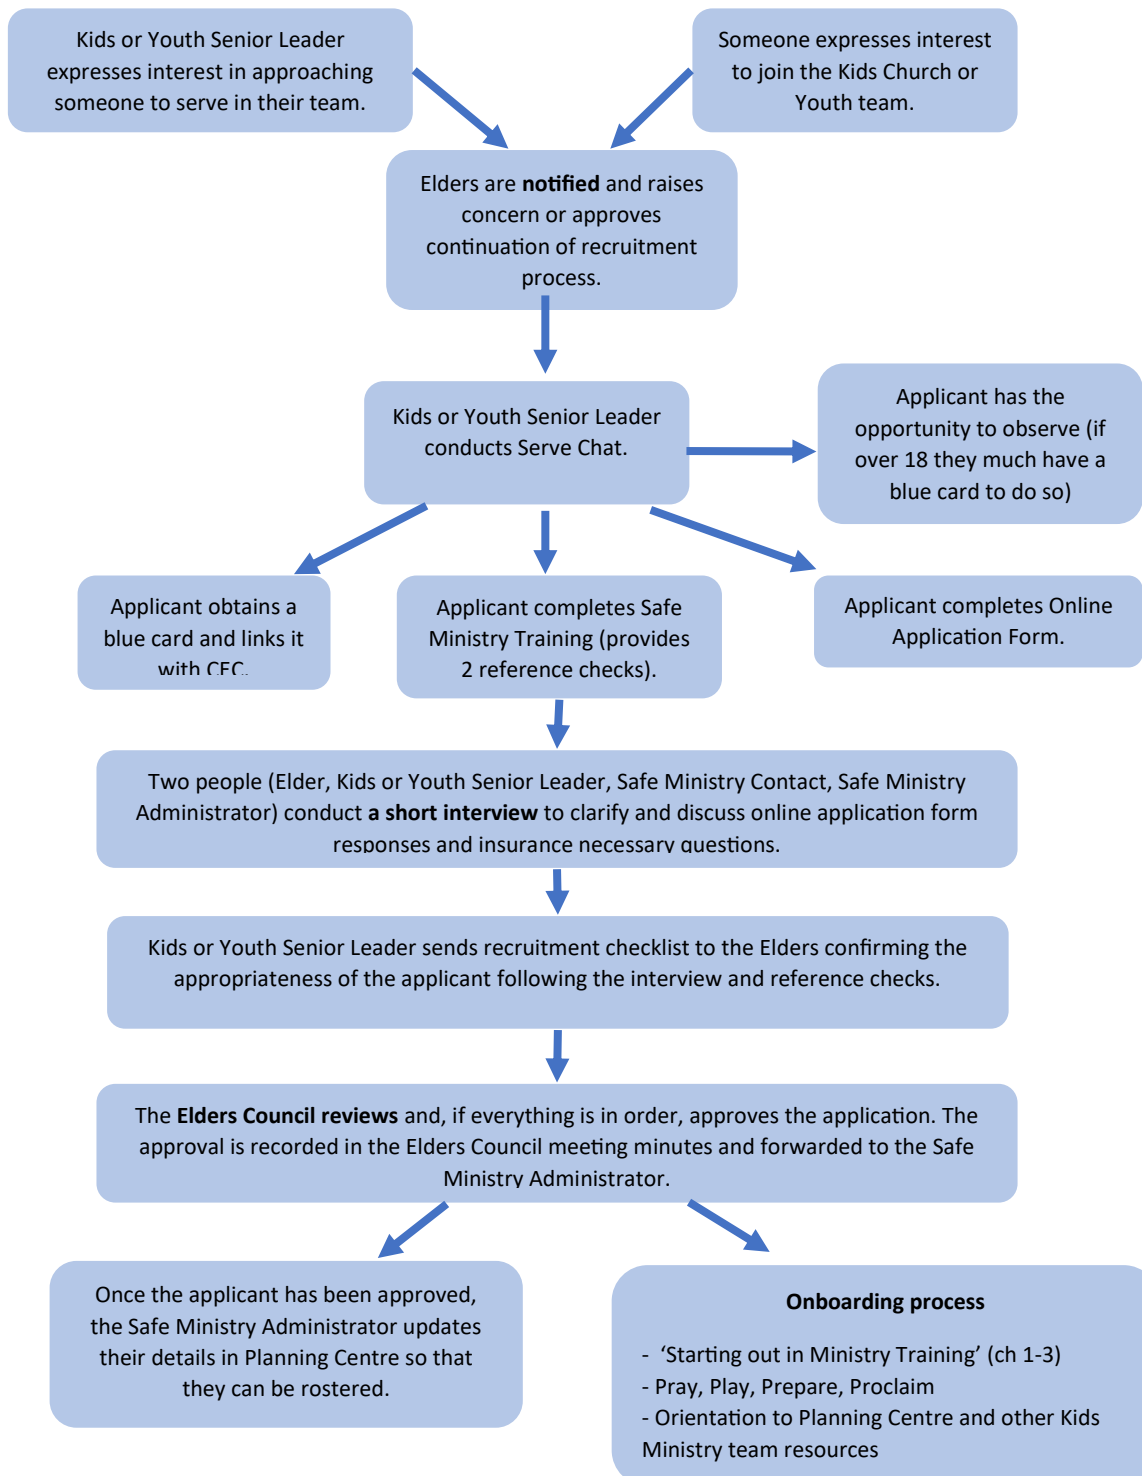 Kids or Youth Senior Leader
expresses interest in approaching
someone to serve in their team.
Someone expresses interest
to join the Kids Church or
Youth team.
Elders are notified and raises
concern or approves
continuation of recruitment
process.
Kids or Youth Senior Leader
conducts Serve Chat.
Applicant has the
opportunity to observe (if
over 18 they much have a
blue card to do so)
Applicant obtains a
blue card and links it
with CEC.
Applicant completes Safe
Ministry Training (provides
2 reference checks).
Applicant completes Online
Application Form.
Two people (Elder, Kids or Youth Senior Leader, Safe Ministry Contact, Safe Ministry
Administrator) conduct a short interview to clarify and discuss online application form
responses and insurance necessary questions.
Kids or Youth Senior Leader sends recruitment checklist to the Elders confirming the
appropriateness of the applicant following the interview and reference checks.
The Elders Council reviews and, if everything is in order, approves the application. The
approval is recorded in the Elders Council meeting minutes and forwarded to the Safe
Ministry Administrator.
Once the applicant has been approved,
the Safe Ministry Administrator updates
their details in Planning Centre so that
they can be rostered.
Onboarding process
- ‘Starting out in Ministry Training’ (ch 1-3)
- Pray, Play, Prepare, Proclaim
- Orientation to Planning Centre and other Kids
Ministry team resources